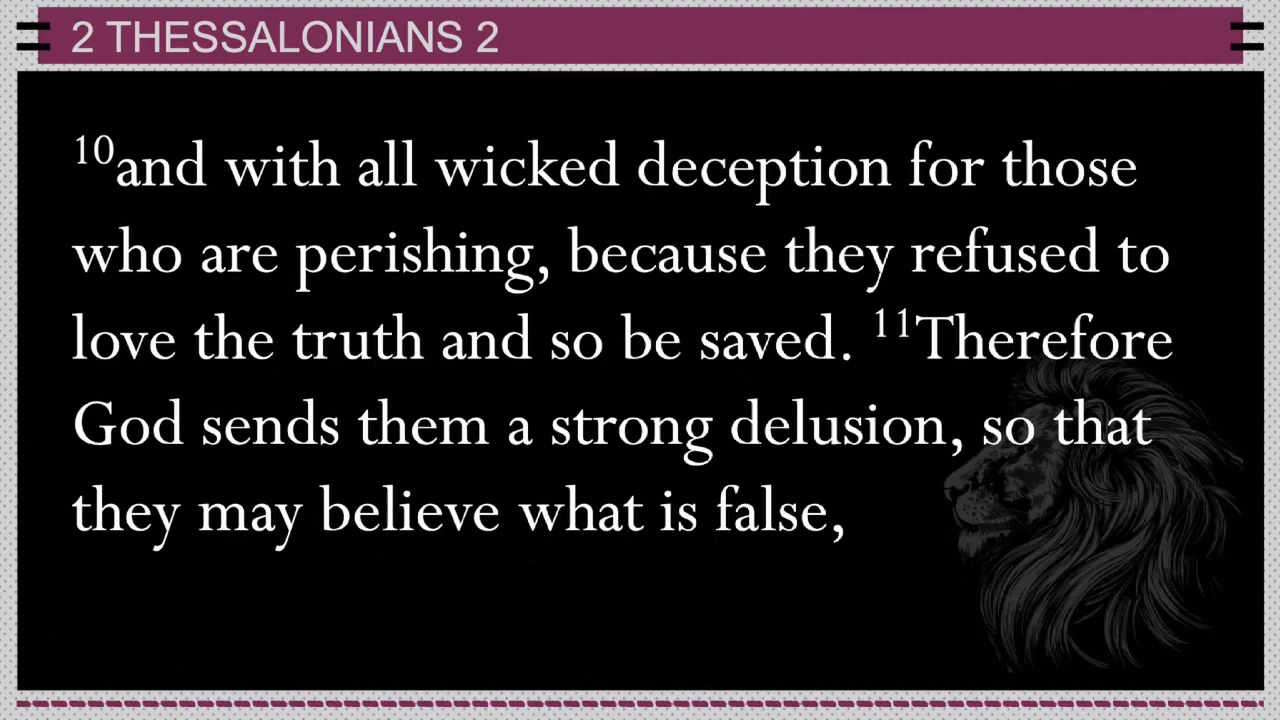 2 THESSALONIANS 2
10and with all wicked deception for those
who are perishing, because they refused to
love the truth and so be saved. 11Therefore
God sends them a strong delusion, so that
they may believe what is false,